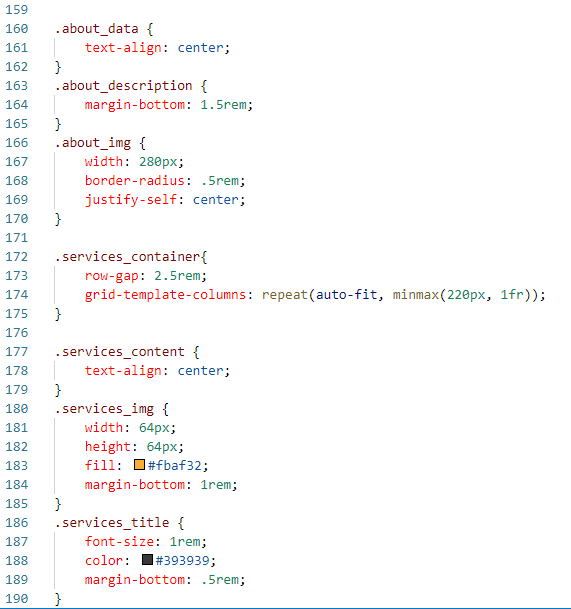 159
160 .about_data {
161 text-align: center;
162 }
163 .about_description {
164 margin-bottom: 1.5rem;
165 }
166 .about_img {
167 width: 280px;
168 border-radius: .5rem;
169 justify-self: center;
170 }
171
172 .services_container{
173 row-gap: 2.5rem;
174 grid-template-columns: repeat(auto-fit, minmax(220px, 1fr));
175 }
176
177 .services_content {
178 text-align: center;
179 }
180 .services_img {
181 width: 64px;
182 height: 64px;
183 fill: #fbaf32;
184 margin-bottom: 1rem;
185 }
186 .services_title {
187 font-size: 1rem;
188 color: #393939;
189 margin-bottom: .5rem;
190 }